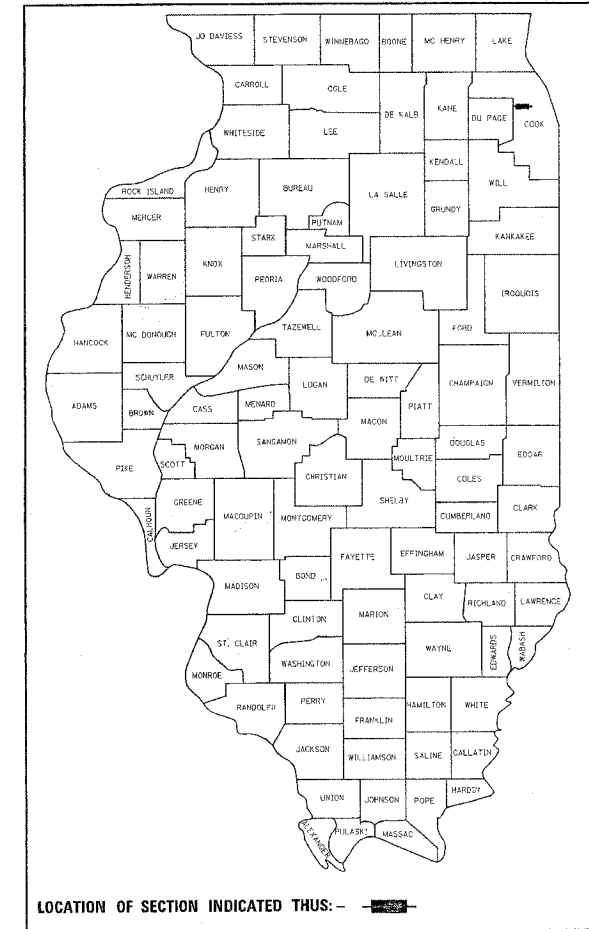 JO DAVIESS STEVENSON WINNEBAGO BOONE MC HENRY LAKE
CARROLL OGLE DE KALB KANE DU PAGE COOK
WHITESIDE LEE KENDALL WILL
ROCK ISLAND HENRY BUREAU LA SALLE GRUNDY
MERCER PUTNAM KANKAKEE
STARK MARSHALL
HENDERSON WARREN KNOX PEORIA WOODFORD LIVINGSTON IROQUOIS
HANCOCK MC DONOUGH FULTON TAZEWELL MC LEAN FORD
MASON
SCHUYLER LOGAN DE WITT CHAMPAIGN VERMILION
ADAMS BROWN CASS MENARD MACON PIATT
PIKE SCOTT MORGAN SANGAMON MOULTRIE DOUGLAS EDGAR
CHRISTIAN COLES
GREENE MACOUPIN MONTGOMERY SHELBY CUMBERLAND CLARK
CALHOUN JERSEY FAYETTE EFFINGHAM JASPER CRAWFORD
MADISON BOND CLAY RICHLAND LAWRENCE
CLINTON MARION
ST. CLAIR WASHINGTON JEFFERSON WAYNE EDWARDS WABASH
MONROE
RANDOLPH PERRY FRANKLIN HAMILTON WHITE
JACKSON WILLIAMSON SALINE GALLATIN
UNION JOHNSON POPE HARDIN
ALEXANDER PULASKI MASSAC
LOCATION OF SECTION INDICATED THUS: –